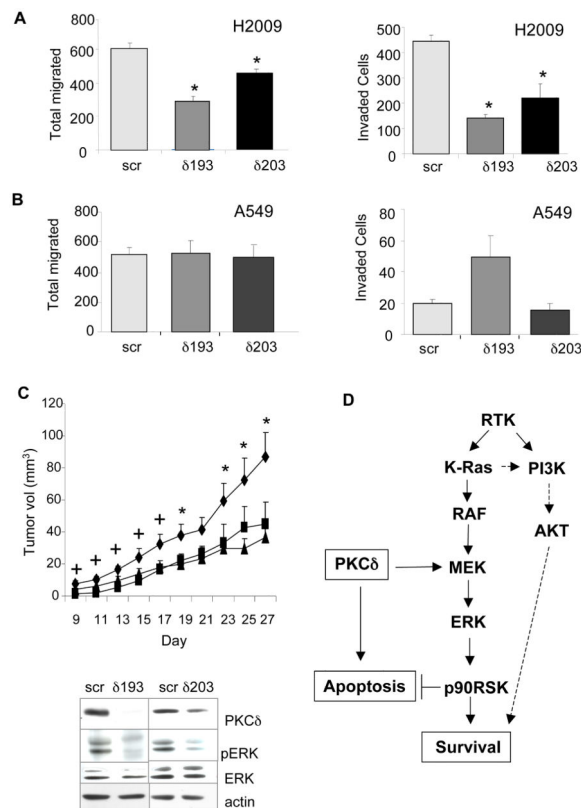 A
H2009
Total migrated
800
600
400
200
0
*
*
scr
δ193
δ203
H2009
Invaded Cells
500
400
300
200
100
0
*
*
scr
δ193
δ203
B
A549
Total migrated
800
600
400
200
0
scr
δ193
δ203
A549
Invaded Cells
80
60
40
20
0
scr
δ193
δ203
C
Tumor vol (mm³)
120
100
80
60
40
20
0
+ + + + + * * * *
9 11 13 15 17 19 21 23 25 27
Day
scr δ193 scr δ203
PKCδ
pERK
ERK
actin
D
RTK
K-Ras
PI3K
RAF
AKT
PKCδ
MEK
ERK
Apoptosis
p90RSK
Survival